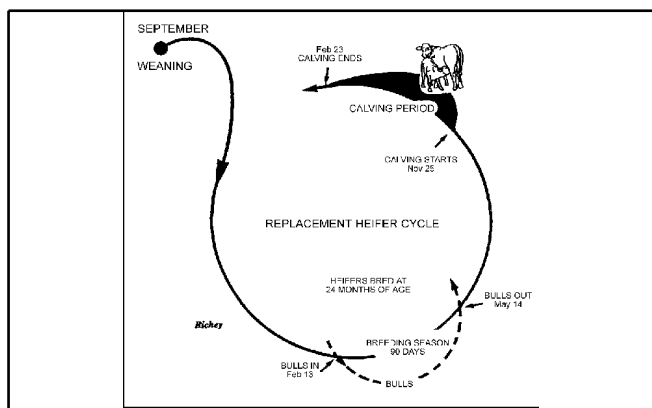 SEPTEMBER
WEANING
Feb 23
CALVING ENDS
CALVING PERIOD
CALVING STARTS
Nov 25
REPLACEMENT HEIFER CYCLE
HEIFERS BRED AT
24 MONTHS OF AGE
BULLS OUT
May 14
Richey
BREEDING SEASON
90 DAYS
BULLS IN
Feb 13
BULLS